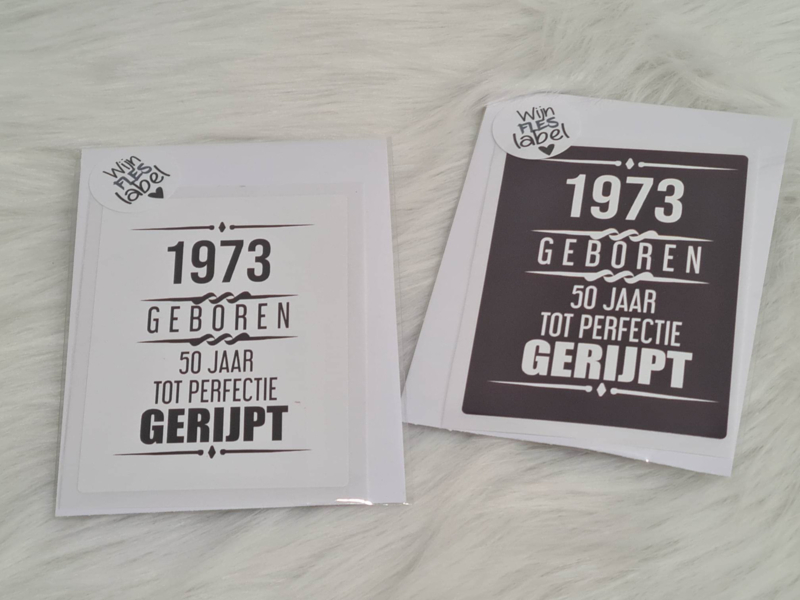 Wijn
FLES
label
1973
GEBOREN
50 JAAR
TOT PERFECTIE
GERIJPT
Wijn
FLES
label
1973
GEBOREN
50 JAAR
TOT PERFECTIE
GERIJPT